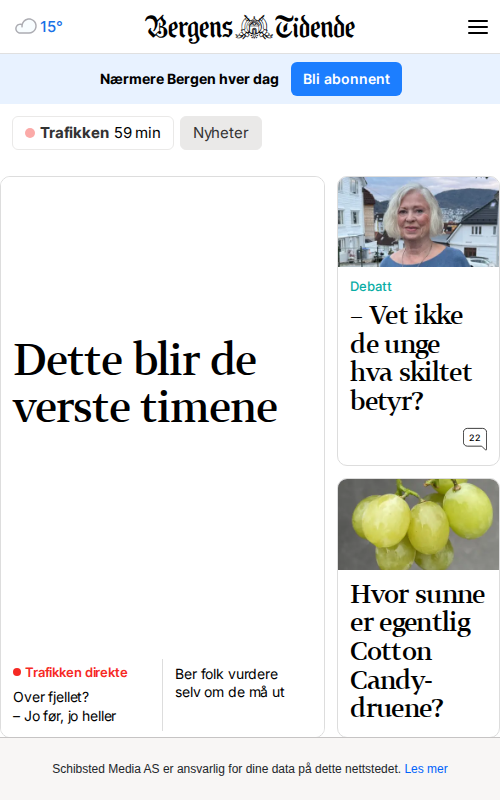 15°
Bergens Tidende
Nærmere Bergen hver dag
Bli abonnent
Trafikken 59 min
Nyheter
Dette blir de
verste timene
Trafikken direkte
Over fjellet?
– Jo før, jo heller
Ber folk vurdere
selv om de må ut
Debatt
– Vet ikke
de unge
hva skiltet
betyr?
22
Hvor sunne
er egentlig
Cotton
Candy-
druene?
Schibsted Media AS er ansvarlig for dine data på dette nettstedet. Les mer